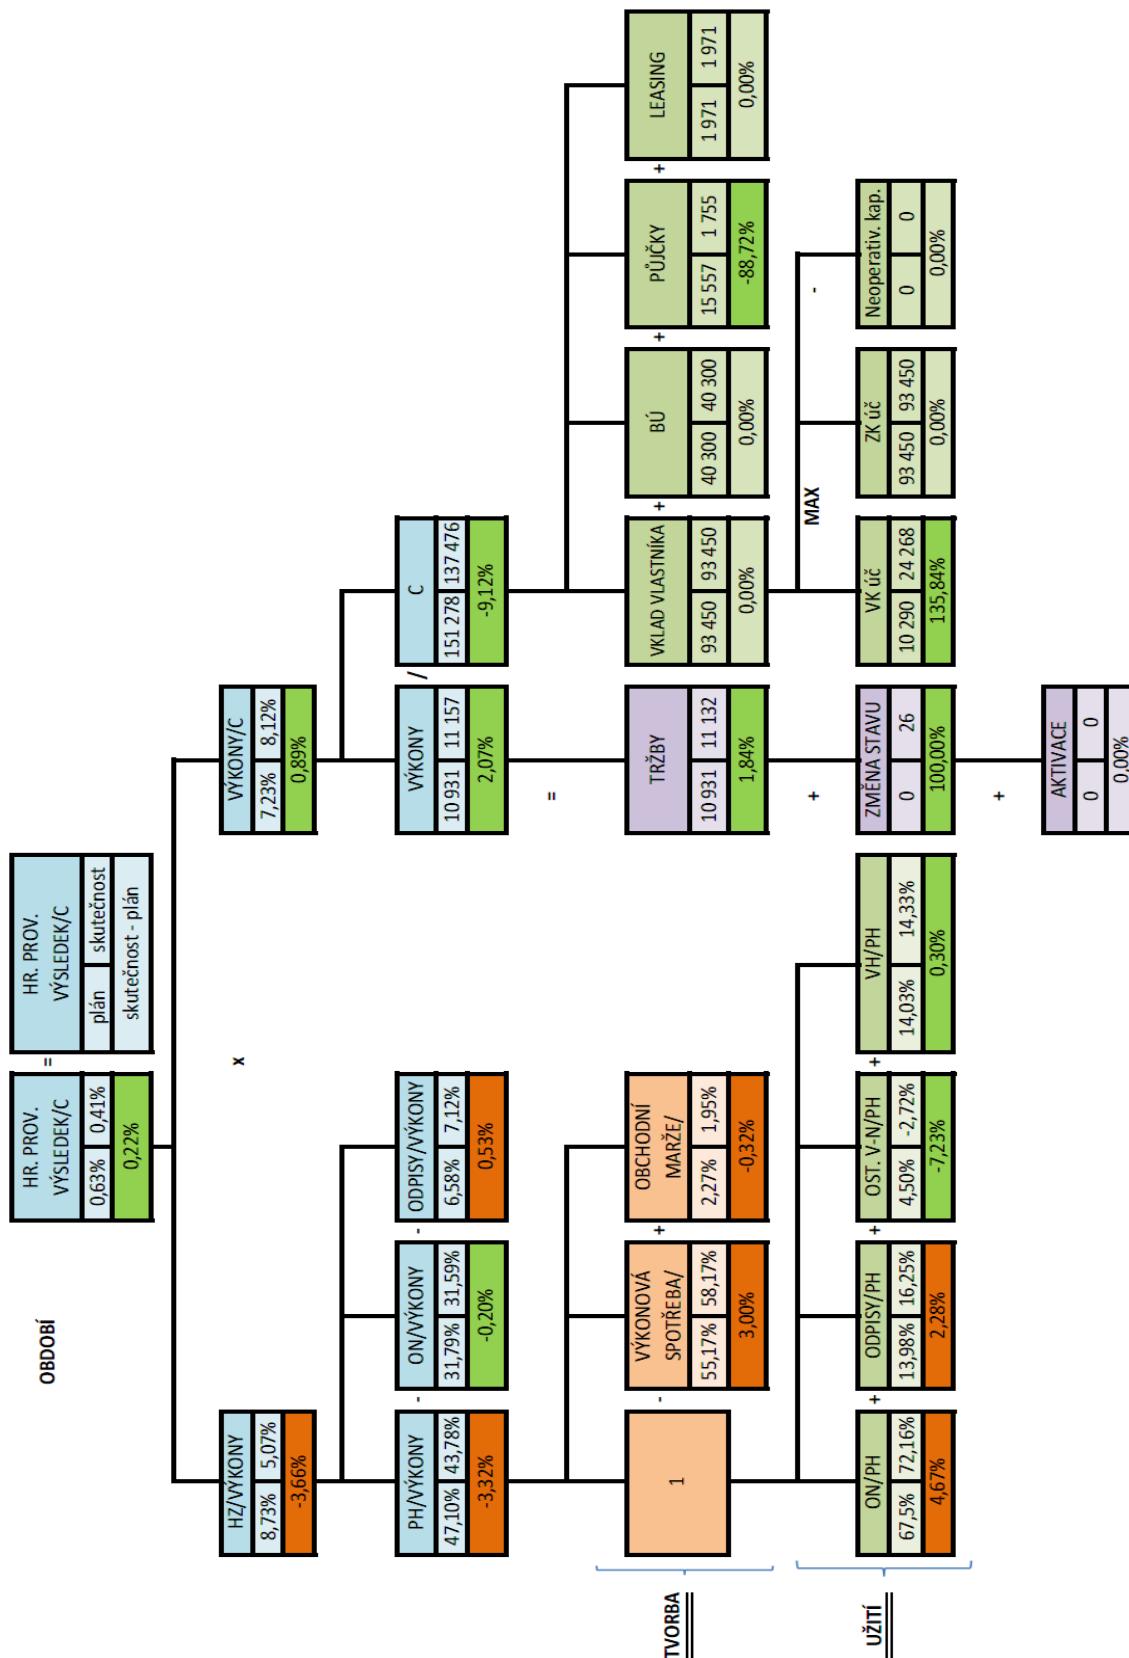 OBDOBÍ
HR. PROV.
VÝSLEDEK/C
0,63% 0,41%
0,22%
=
HR. PROV.
VÝSLEDEK/C
plán skutečnost
skutečnost - plán
HZ/VÝKONY
8,73% 5,07%
-3,66%
x
VÝKONY/C
7,23% 8,12%
0,89%
PH/VÝKONY
47,10% 43,78%
-3,32%
-
ON/VÝKONY
31,79% 31,59%
-0,20%
-
ODPISY/VÝKONY
6,58% 7,12%
0,53%
VÝKONY
10 931 11 157
2,07%
/
C
151 278 137 476
-9,12%
=
TVORBA
1
-
VÝKONOVÁ
SPOTŘEBA/
55,17% 58,17%
3,00%
+
OBCHODNÍ
MARŽE/
2,27% 1,95%
-0,32%
TRŽBY
10 931 11 132
1,84%
VKLAD VLASTNÍKA
93 450 93 450
0,00%
+
BÚ
40 300 40 300
0,00%
+
PŮJČKY
15 557 1 755
-88,72%
+
LEASING
1 971 1 971
0,00%
+
MAX
-
UŽITÍ
ON/PH
67,5% 72,16%
4,67%
+
ODPISY/PH
13,98% 16,25%
2,28%
+
OST. V-N/PH
4,50% -2,72%
-7,23%
+
VH/PH
14,03% 14,33%
0,30%
ZMĚNA STAVU
0 26
100,00%
VK úč
10 290 24 268
135,84%
ZK úč
93 450 93 450
0,00%
Neoperativ. kap.
0 0
0,00%
+
AKTIVACE
0 0
0,00%